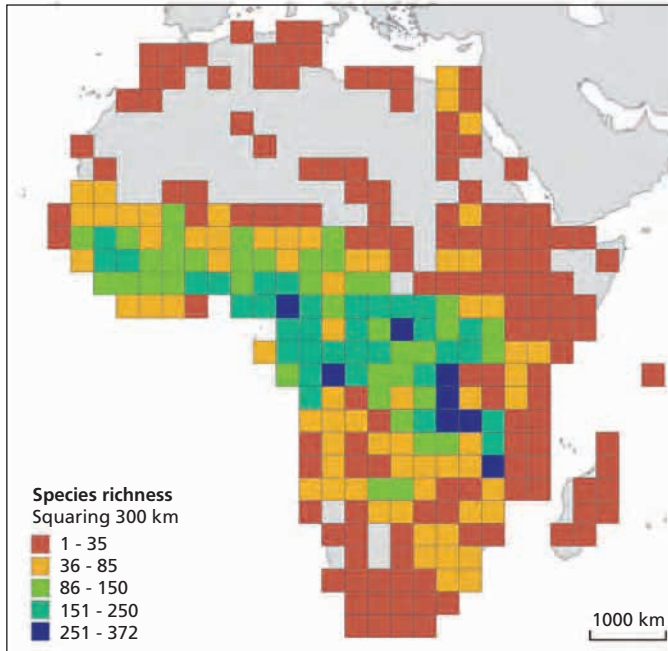 Species richness
Squaring 300 km
1 - 35
36 - 85
86 - 150
151 - 250
251 - 372
1000 km